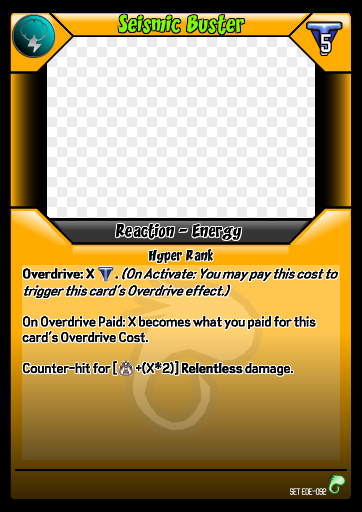 Seismic Buster
5
Reaction - Energy
Hyper Rank
Overdrive: X . (On Activate: You may pay this cost to
trigger this card's Overdrive effect.)
On Overdrive Paid: X becomes what you paid for this
card's Overdrive Cost.
Counter-hit for [ +(X*2)] Relentless damage.
SET EOE-092